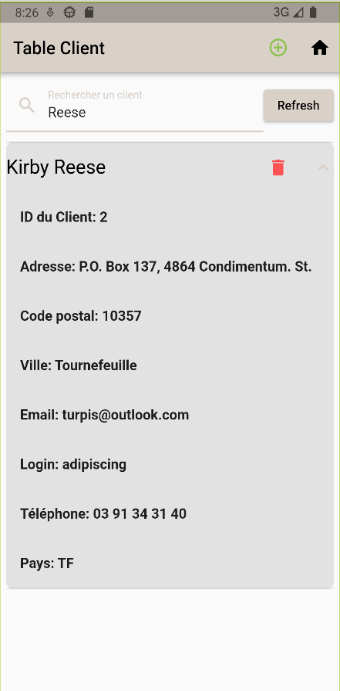 8:26 3G
Table Client
Rechercher un client
Reese
Refresh
Kirby Reese
ID du Client: 2
Adresse: P.O. Box 137, 4864 Condimentum. St.
Code postal: 10357
Ville: Tournefeuille
Email: turpis@outlook.com
Login: adipiscing
Téléphone: 03 91 34 31 40
Pays: TF